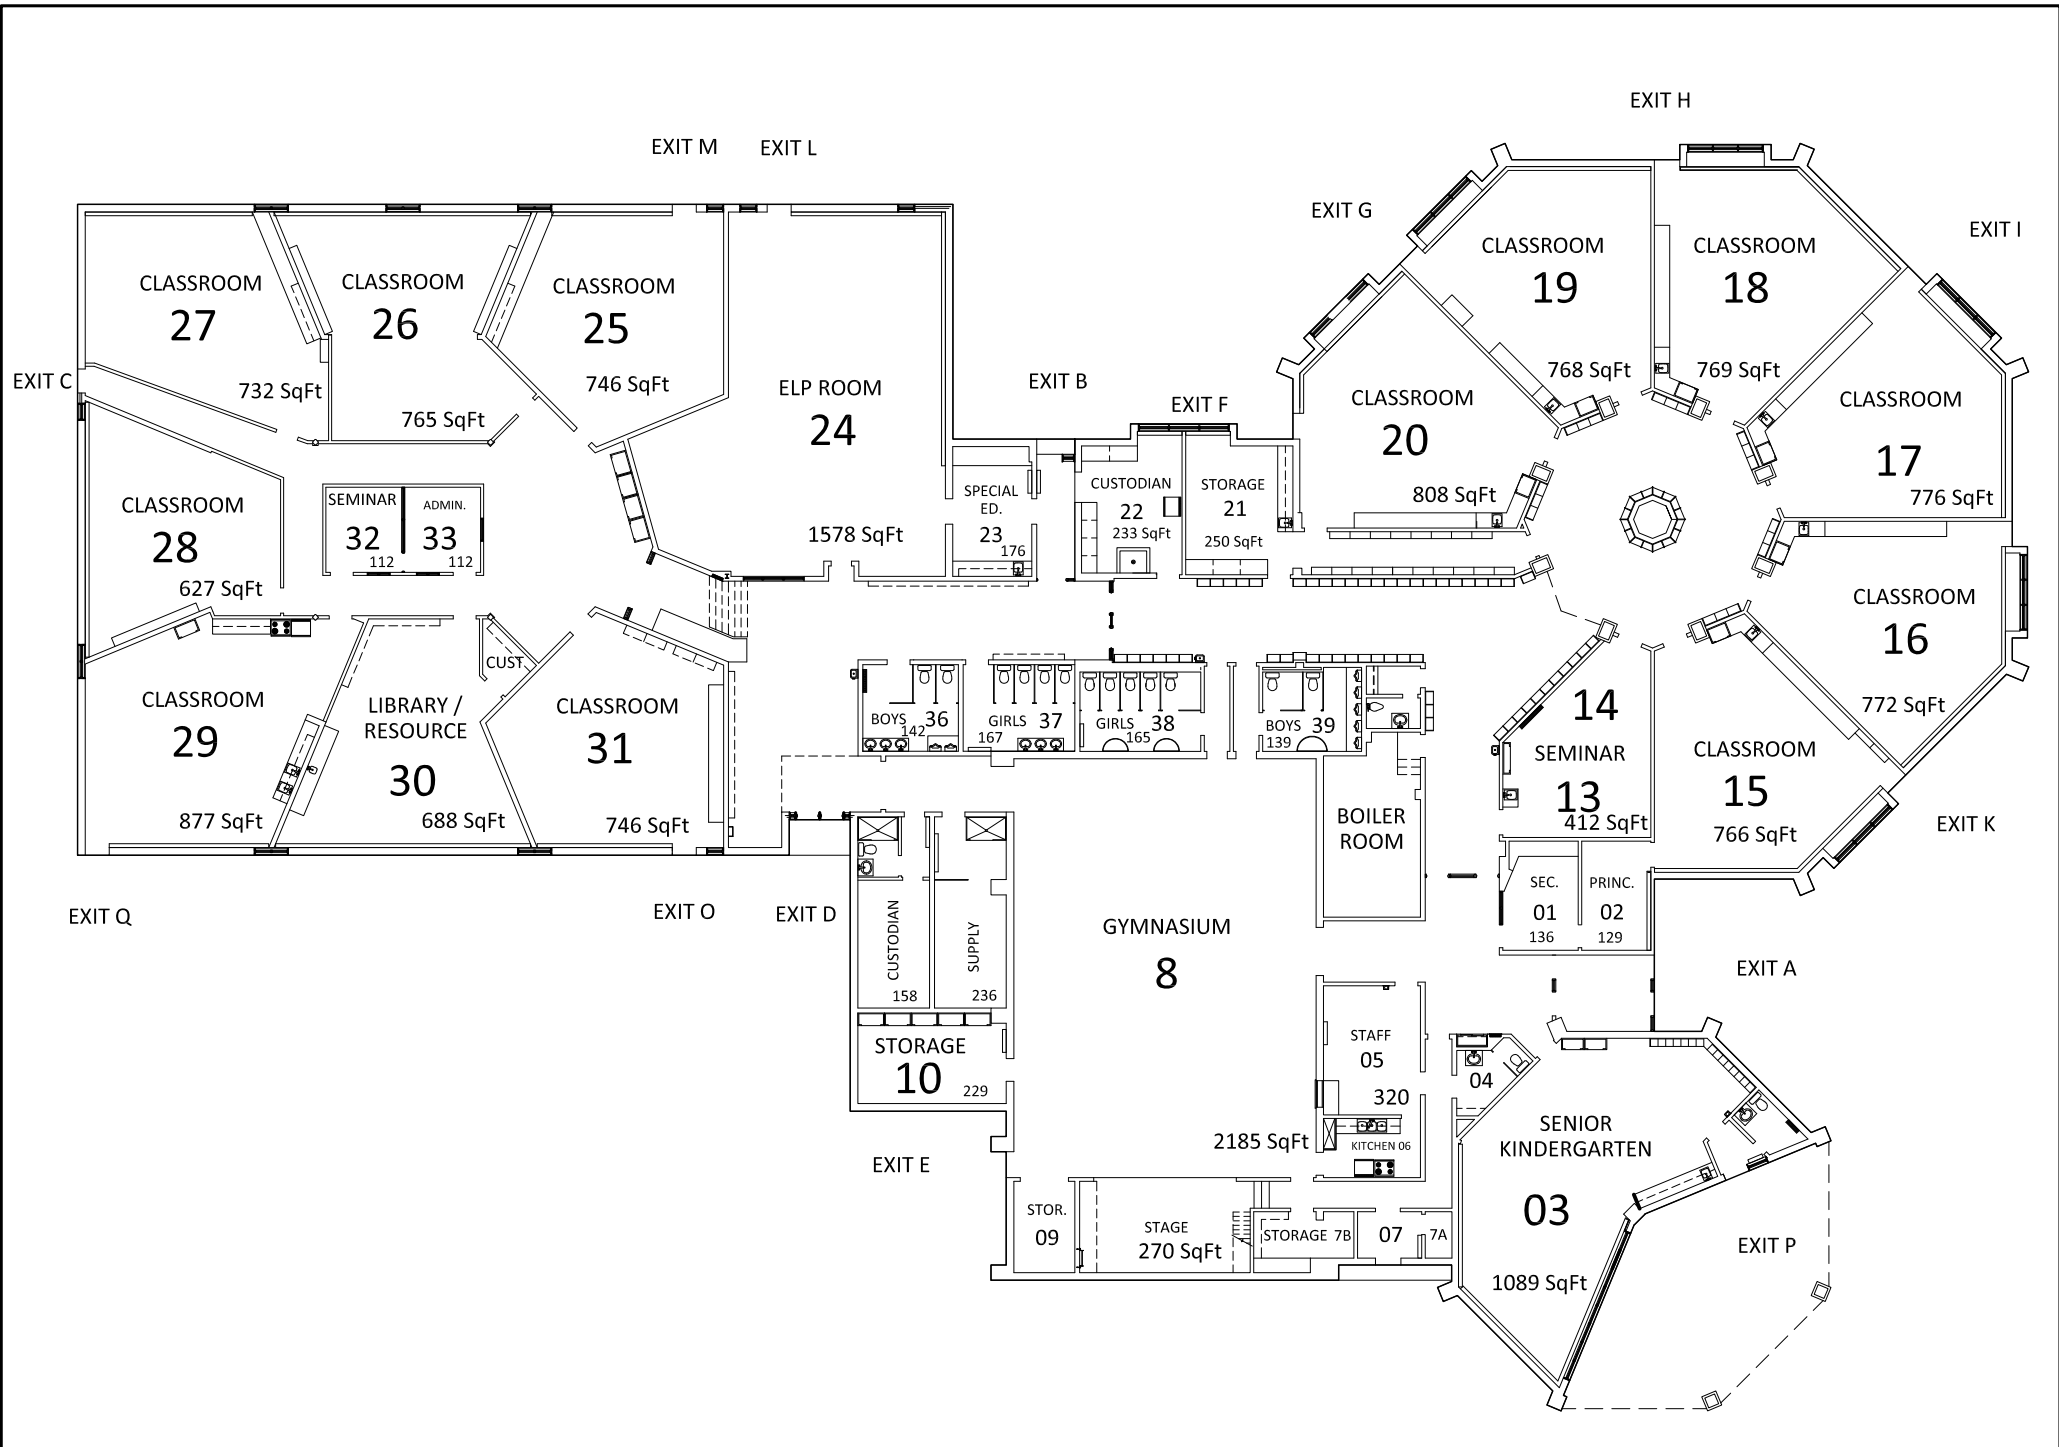 EXIT H
EXIT M
EXIT L
EXIT G
EXIT I
CLASSROOM
27
732 SqFt
CLASSROOM
26
765 SqFt
CLASSROOM
25
746 SqFt
ELP ROOM
24
1578 SqFt
EXIT C
EXIT B
EXIT F
CLASSROOM
19
768 SqFt
CLASSROOM
18
769 SqFt
CLASSROOM
20
808 SqFt
CLASSROOM
17
776 SqFt
CLASSROOM
28
627 SqFt
SEMINAR
32
112
ADMIN.
33
112
SPECIAL
ED.
23
176
CUSTODIAN
22
233 SqFt
STORAGE
21
250 SqFt
CLASSROOM
16
772 SqFt
CLASSROOM
29
877 SqFt
LIBRARY /
RESOURCE
30
688 SqFt
CUST
CLASSROOM
31
746 SqFt
BOYS 36
142
GIRLS 37
167
GIRLS 38
165
BOYS 39
139
14
SEMINAR
13
412 SqFt
CLASSROOM
15
766 SqFt
BOILER
ROOM
EXIT K
EXIT Q
EXIT O
EXIT D
CUSTODIAN
158
SUPPLY
236
GYMNASIUM
8
2185 SqFt
SEC.
01
136
PRINC.
02
129
EXIT A
STORAGE
10
229
STAFF
05
320
04
KITCHEN 06
EXIT E
SENIOR
KINDERGARTEN
03
1089 SqFt
STOR.
09
STAGE
270 SqFt
STORAGE 7B
07
7A
EXIT P